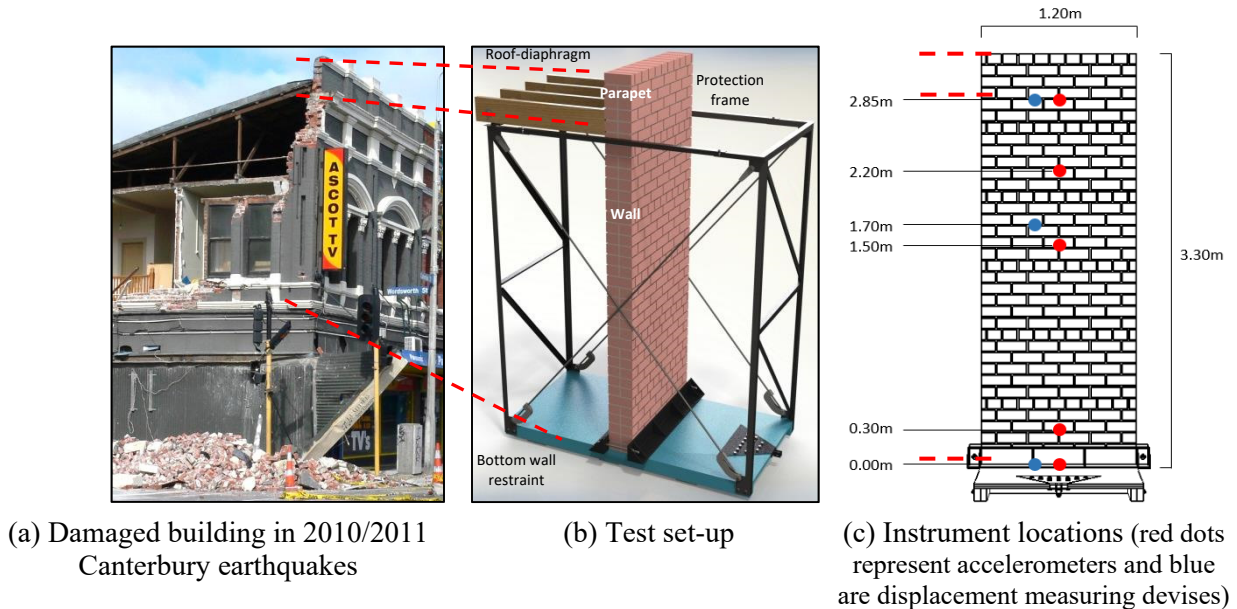 ASCOT TV
Wordsworth St
TV's
(a) Damaged building in 2010/2011
Canterbury earthquakes
Roof-diaphragm
Parapet
Protection
frame
Wall
Bottom wall
restraint
(b) Test set-up
1.20m
2.85m
2.20m
1.70m
1.50m
3.30m
0.30m
0.00m
(c) Instrument locations (red dots
represent accelerometers and blue
are displacement measuring devises)